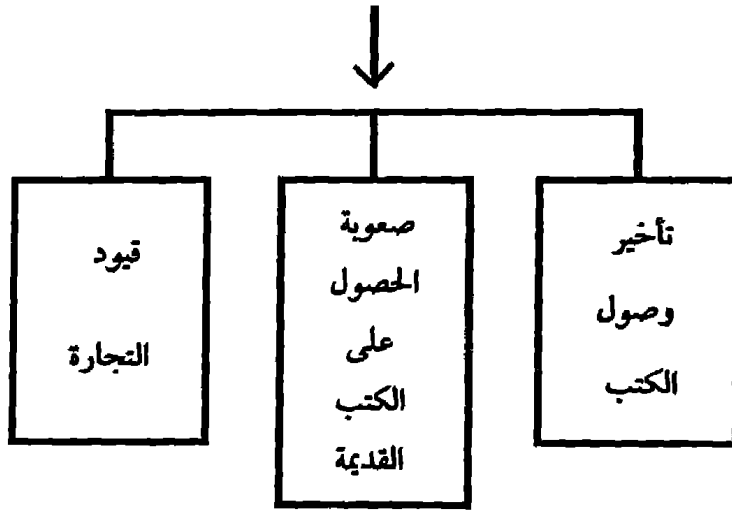 تأخير
وصول
الكتب
صعوبة
الحصول
على
الكتب
القديمة
قيود
التجارة